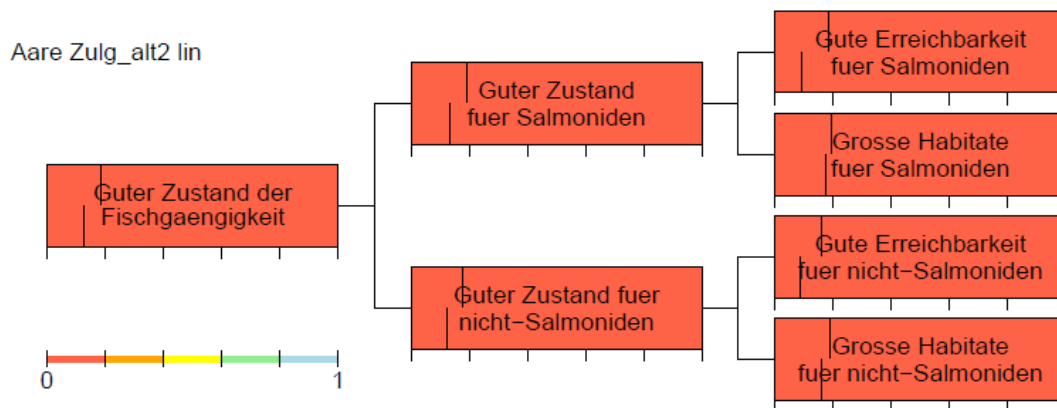 Aare Zulg_alt2 lin
Guter Zustand der
Fischgaengigkeit
Guter Zustand
fuer Salmoniden
Guter Zustand fuer
nicht−Salmoniden
Gute Erreichbarkeit
fuer Salmoniden
Grosse Habitate
fuer Salmoniden
Gute Erreichbarkeit
fuer nicht−Salmoniden
Grosse Habitate
fuer nicht−Salmoniden
0 1